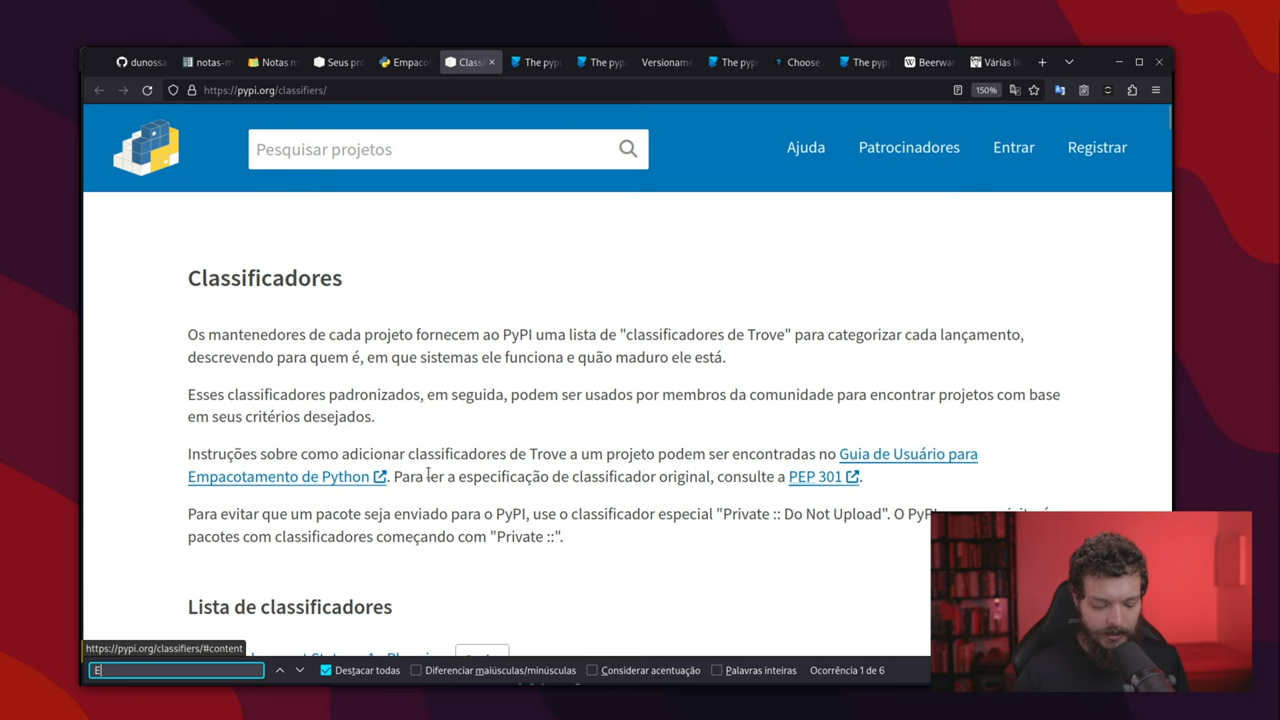 dunossa
notas-m
Notas m
Seus pro
Empaco
Classif
The pyp
The pyp
Versioname
The pyp
Choose
The pyp
Beerwa
Várias li
https://pypi.org/classifiers/
150%
Pesquisar projetos
Ajuda
Patrocinadores
Entrar
Registrar
Classificadores
Os mantenedores de cada projeto fornecem ao PyPI uma lista de "classificadores de Trove" para categorizar cada lançamento,
descrevendo para quem é, em que sistemas ele funciona e quão maduro ele está.
Esses classificadores padronizados, em seguida, podem ser usados por membros da comunidade para encontrar projetos com base
em seus critérios desejados.
Instruções sobre como adicionar classificadores de Trove a um projeto podem ser encontradas no Guia de Usuário para
Empacotamento de Python. Para ler a especificação de classificador original, consulte a PEP 301.
Para evitar que um pacote seja enviado para o PyPI, use o classificador especial "Private :: Do Not Upload". O PyPI
pacotes com classificadores começando com "Private ::".
Lista de classificadores
https://pypi.org/classifiers/#content
E
Destacar todas
Diferenciar maiúsculas/minúsculas
Considerar acentuação
Palavras inteiras
Ocorrência 1 de 6